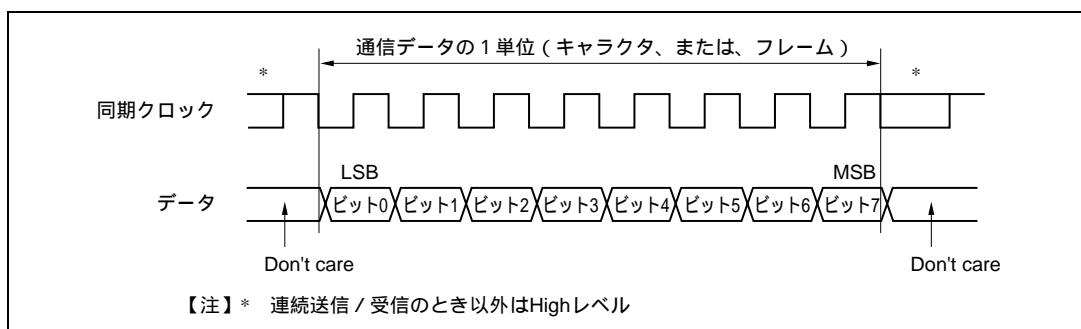 通信データの1単位（キャラクタ、または、フレーム）
* *
同期クロック
LSB MSB
データ ビット0 ビット1 ビット2 ビット3 ビット4 ビット5 ビット6 ビット7
Don't care Don't care
【注】* 連続送信/受信のとき以外はHighレベル